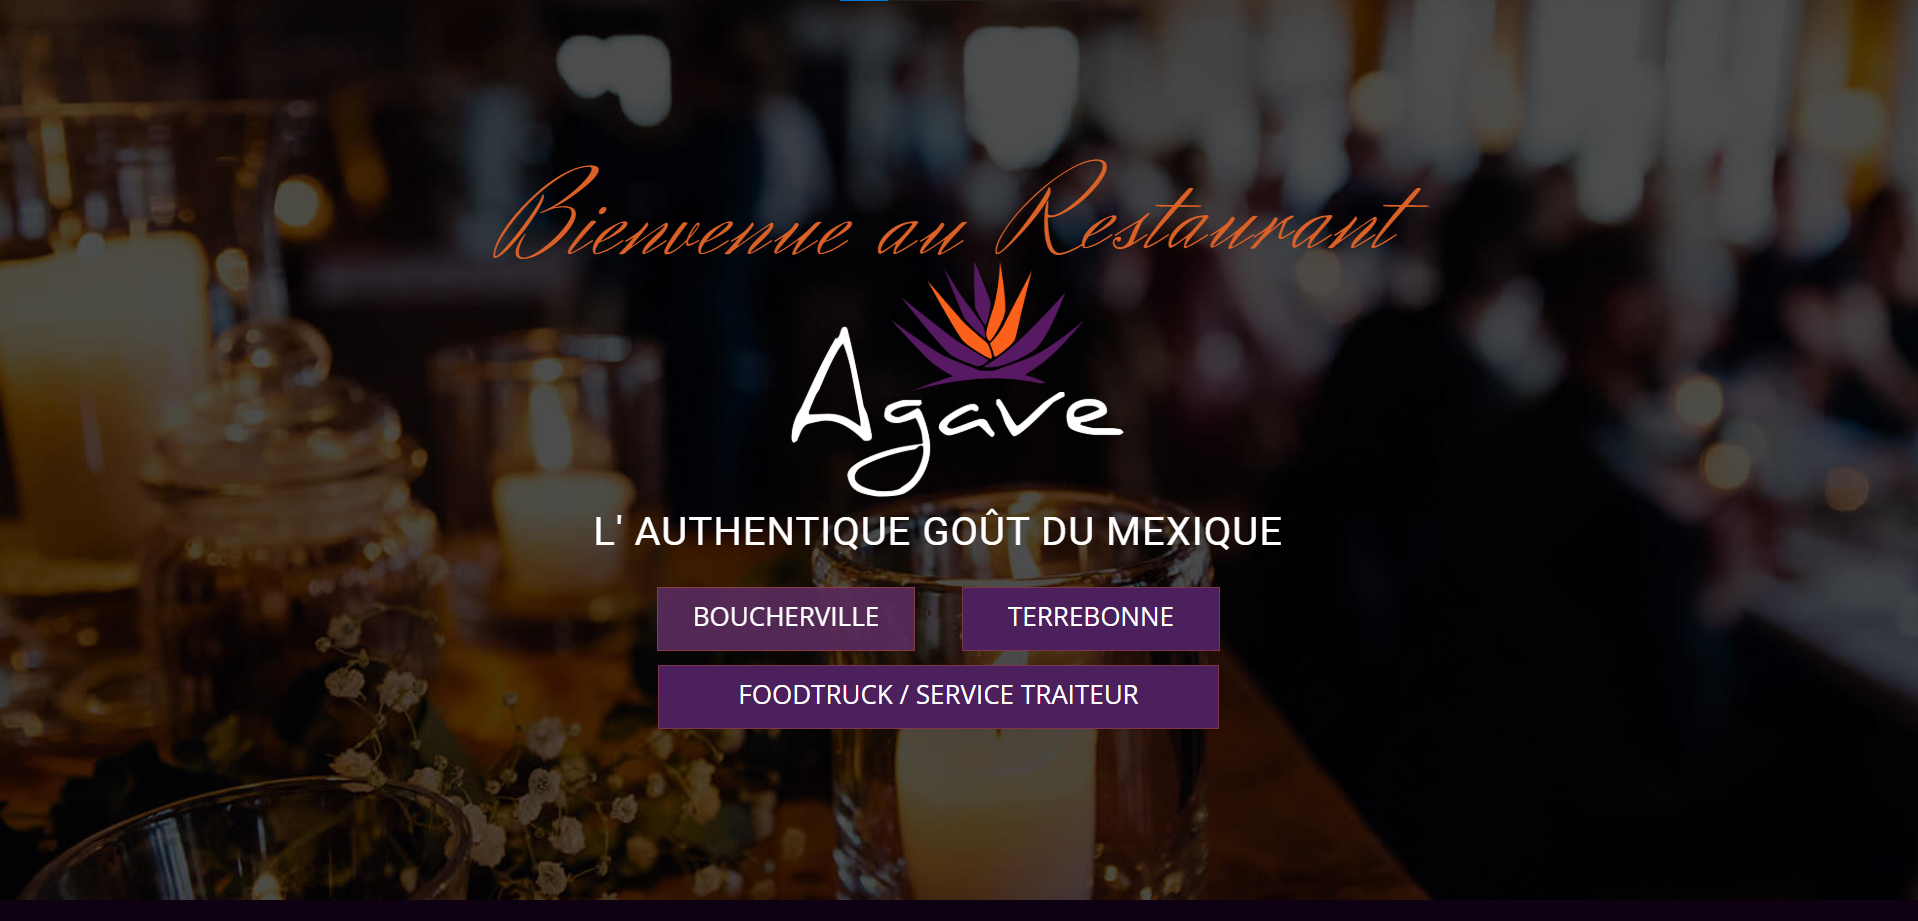 Bienvenue au Restaurant
Agave
L' AUTHENTIQUE GOÛT DU MEXIQUE
BOUCHERVILLE
TERREBONNE
FOODTRUCK / SERVICE TRAITEUR